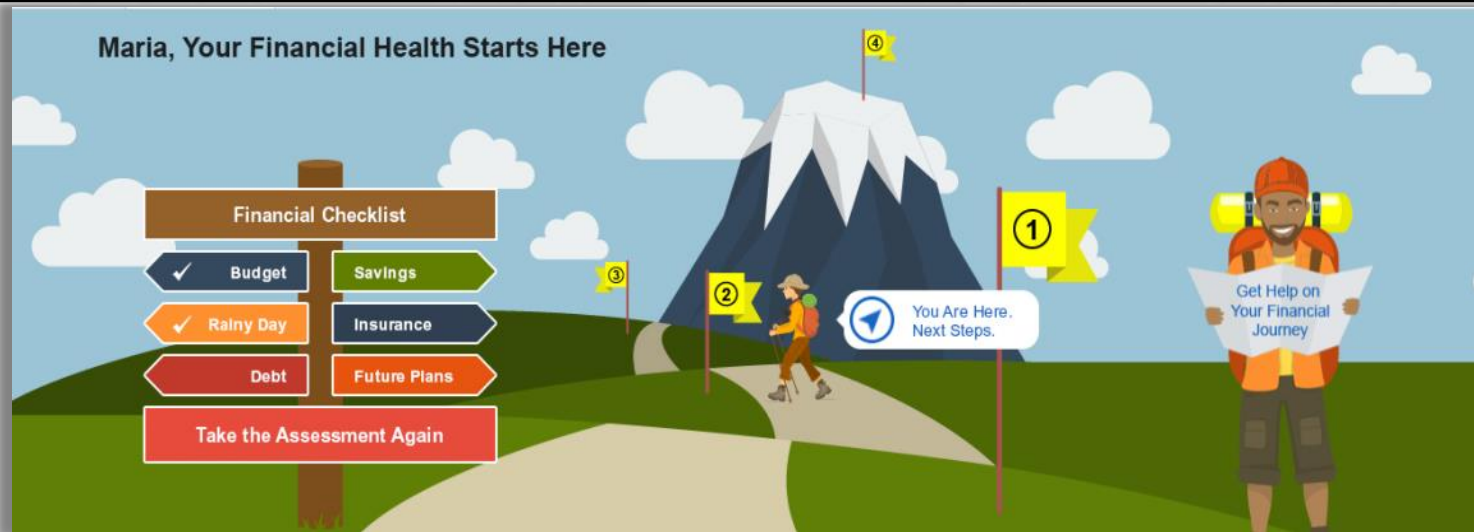 Maria, Your Financial Health Starts Here
④
Financial Checklist
✓ Budget
Savings
✓ Rainy Day
Insurance
Debt
Future Plans
Take the Assessment Again
③
②
You Are Here.
Next Steps.
①
Get Help on
Your Financial
Journey